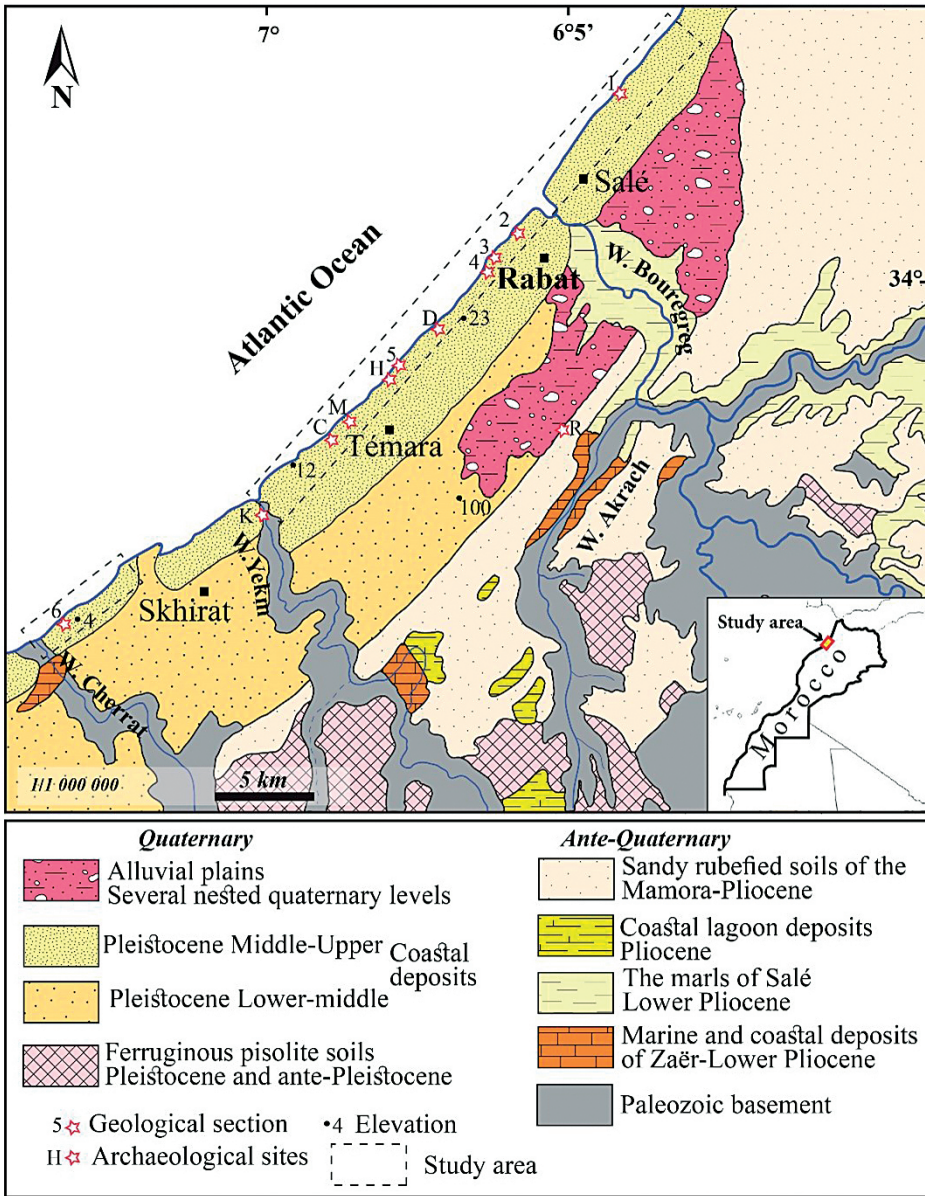 7°
6°5'
N
1
Salé
2
3
4
Rabat
W. Bouregreg
34°-
Atlantic Ocean
23
D
5
H
M
C
Témara
R
12
100
W. Akrach
K
W.Yekm
Skhirat
6
4
W. Cherrat
Study area
Morocco
1/1 000 000
5 km
Quaternary
Alluvial plains
Several nested quaternary levels
Pleistocene Middle-Upper
Coastal
deposits
Pleistocene Lower-middle
Ferruginous pisolite soils
Pleistocene and ante-Pleistocene
5 Geological section
4 Elevation
H Archaeological sites
Study area
Ante-Quaternary
Sandy rubefied soils of the
Mamora-Pliocene
Coastal lagoon deposits
Pliocene
The marls of Salé
Lower Pliocene
Marine and coastal deposits
of Zaër-Lower Pliocene
Paleozoic basement